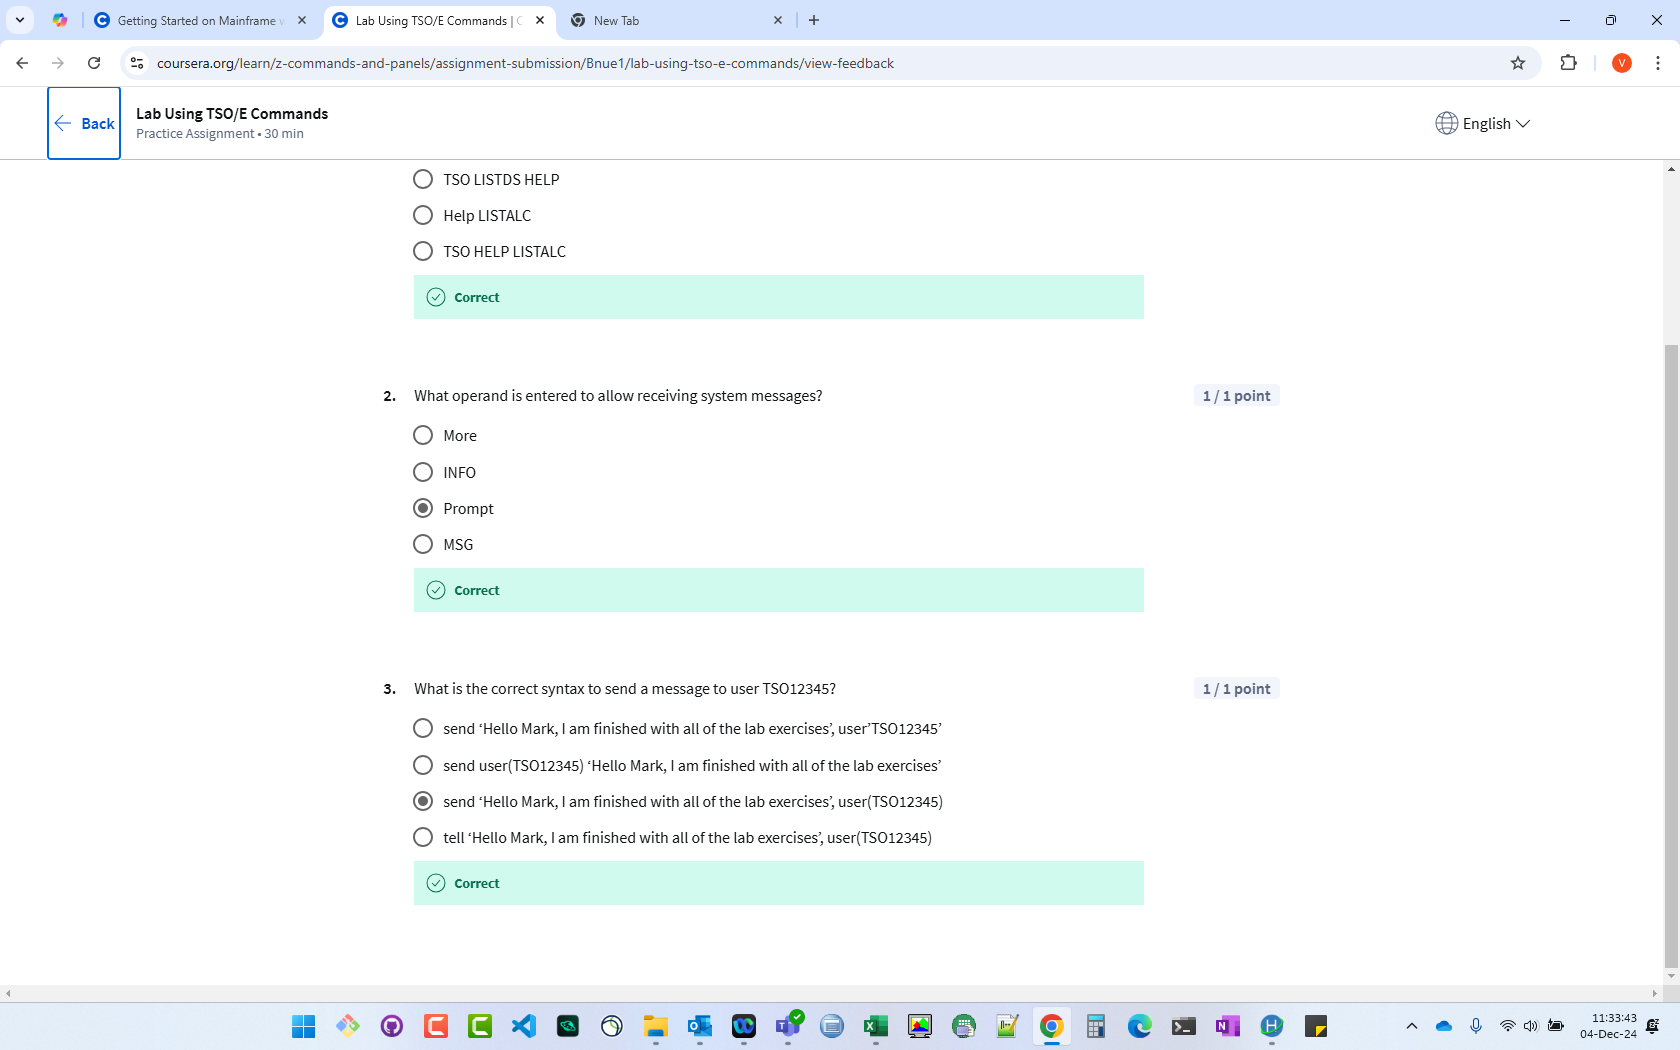 Getting Started on Mainframe w
Lab Using TSO/E Commands | C
New Tab
coursera.org/learn/z-commands-and-panels/assignment-submission/Bnue1/lab-using-tso-e-commands/view-feedback
V
Back
Lab Using TSO/E Commands
Practice Assignment • 30 min
English
TSO LISTDS HELP
Help LISTALC
TSO HELP LISTALC
Correct
2. What operand is entered to allow receiving system messages?
1 / 1 point
More
INFO
Prompt
MSG
Correct
3. What is the correct syntax to send a message to user TSO12345?
1 / 1 point
send ‘Hello Mark, I am finished with all of the lab exercises’, user’TSO12345’
send user(TSO12345) ‘Hello Mark, I am finished with all of the lab exercises’
send ‘Hello Mark, I am finished with all of the lab exercises’, user(TSO12345)
tell ‘Hello Mark, I am finished with all of the lab exercises’, user(TSO12345)
Correct
11:33:43
04-Dec-24